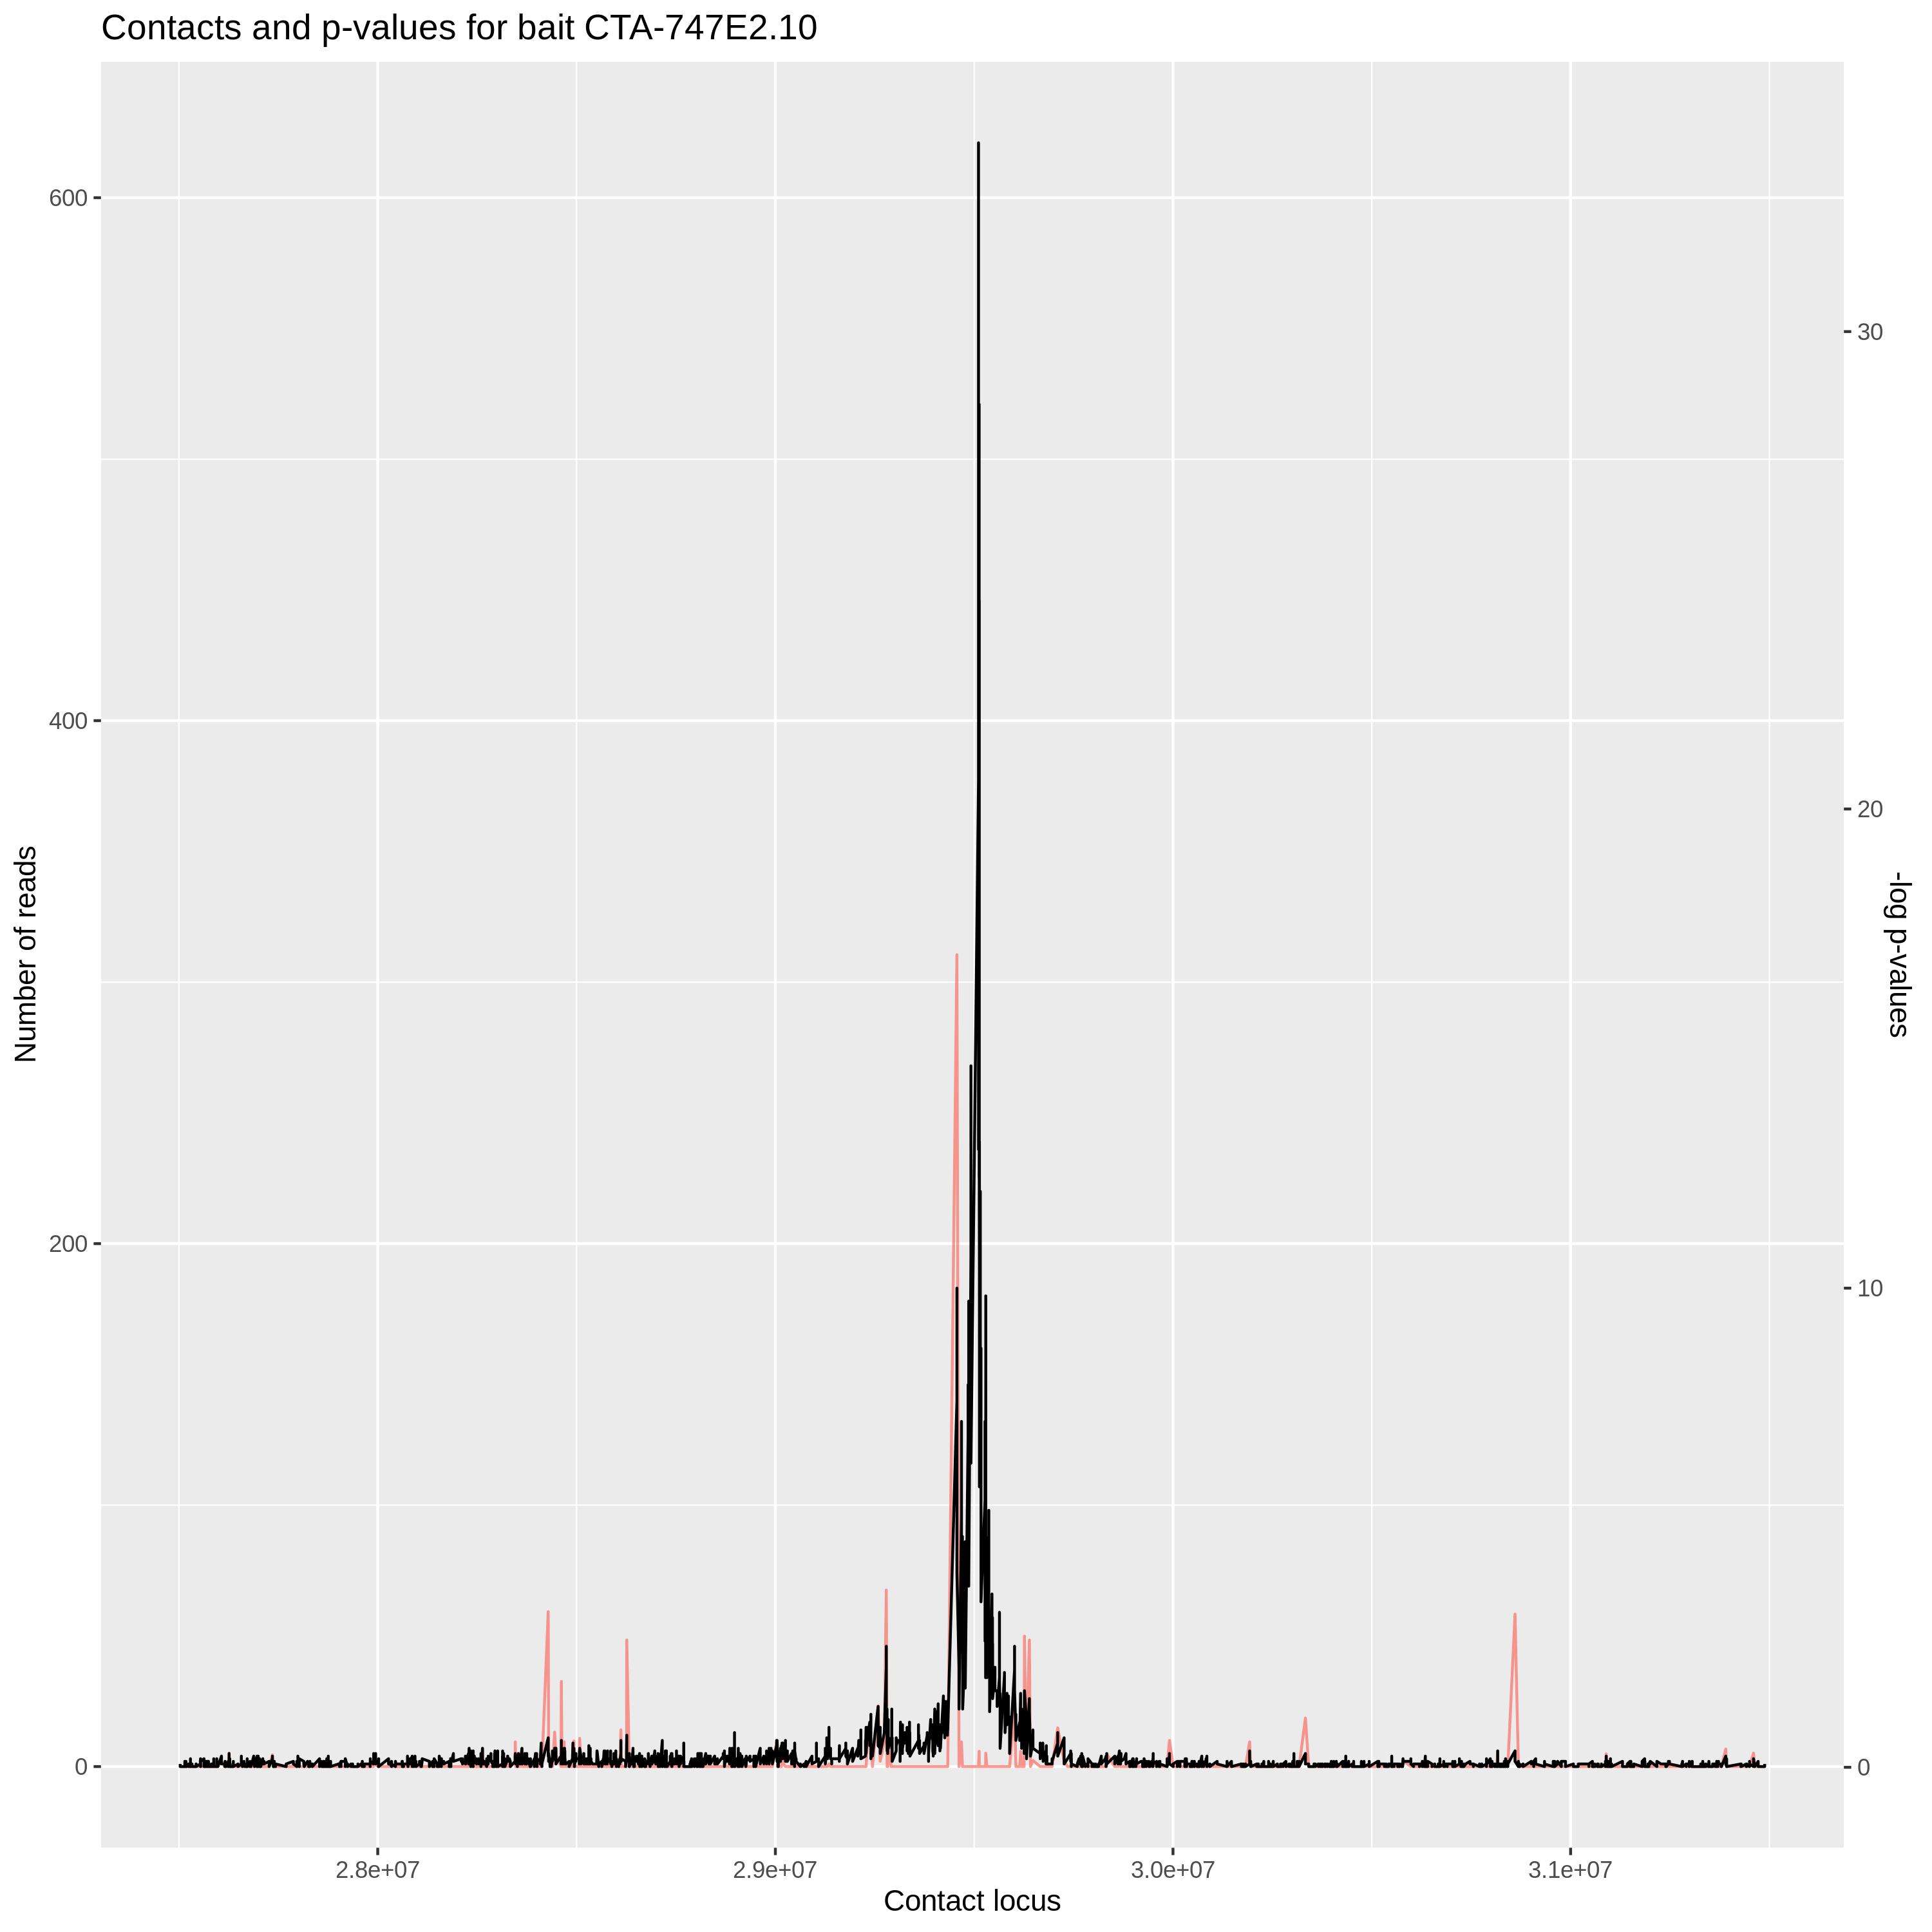 Contacts and p-values for bait CTA-747E2.10
600
400
200
0
Number of reads
30
20
10
0
-log p-values
2.8e+07
2.9e+07
3.0e+07
3.1e+07
Contact locus